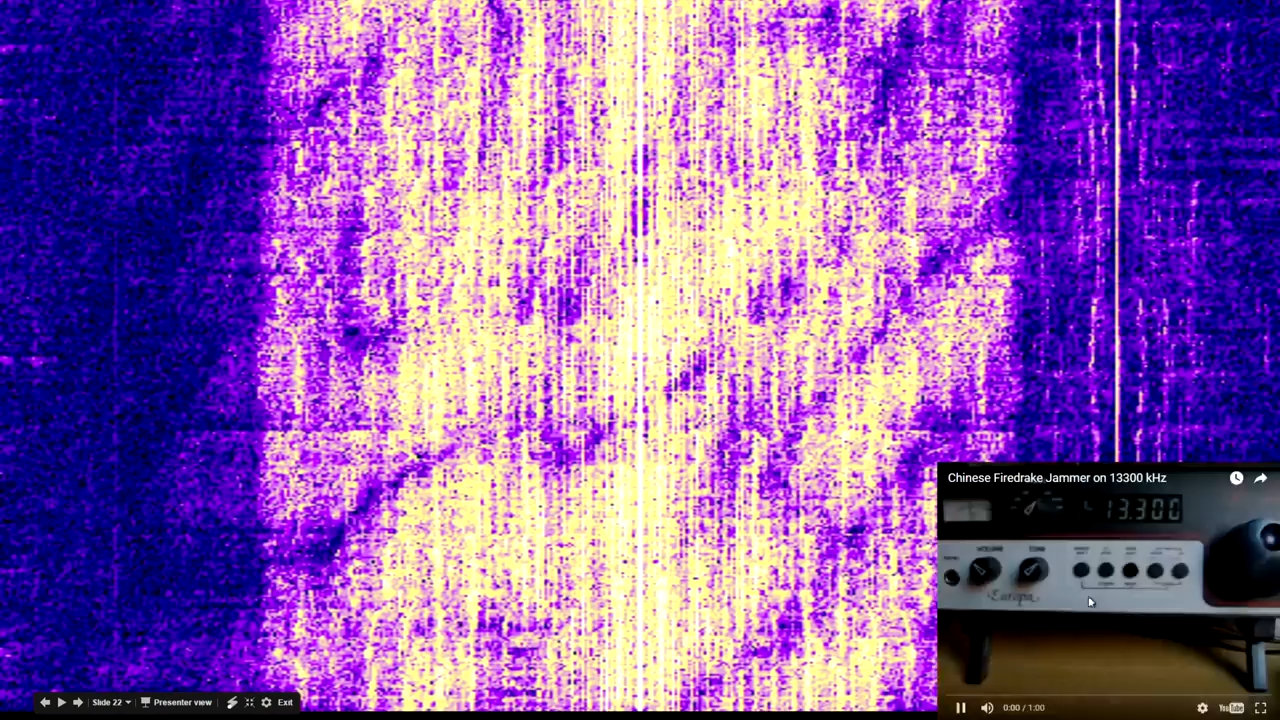 Chinese Firedrake Jammer on 13300 kHz
13.300
VOLUME
Europa
0:00 / 1:00
YouTube
Slide 22
Presenter view
Exit